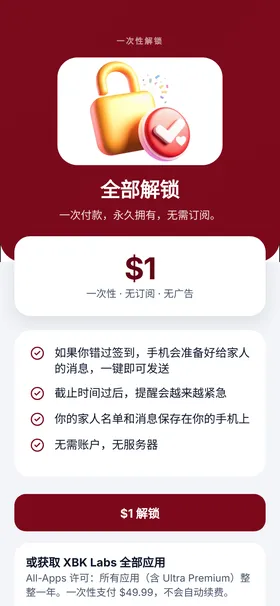 一次性解锁
全部解锁
一次付款，永久拥有，无需订阅。
$1
一次性 · 无订阅 · 无广告
如果你错过签到，手机会准备好给家人
的消息，一键即可发送
截止时间过后，提醒会越来越紧急
你的家人名单和消息保存在你的手机上
无需账户，无服务器
$1 解锁
或获取 XBK Labs 全部应用
All-Apps 许可：所有应用（含 Ultra Premium）整
整一年。一次性支付 $49.99，不会自动续费。